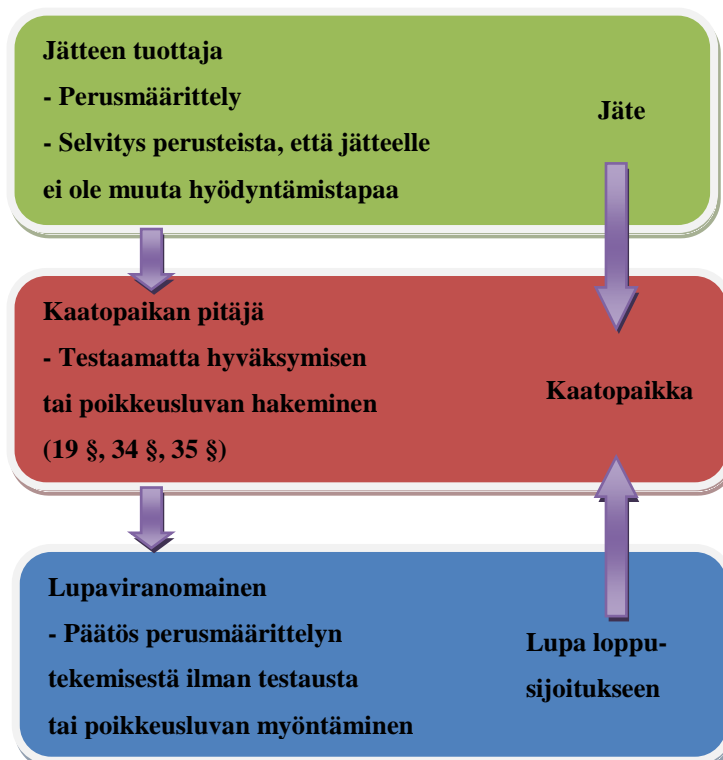 Jätteen tuottaja
- Perusmäärittely
- Selvitys perusteista, että jätteelle
ei ole muuta hyödyntämistapaa
Jäte
Kaatopaikan pitäjä
- Testaamatta hyväksymisen
tai poikkeusluvan hakeminen
(19 §, 34 §, 35 §)
Kaatopaikka
Lupaviranomainen
- Päätös perusmäärittelyn
tekemisestä ilman testausta
tai poikkeusluvan myöntäminen
Lupa loppu-
sijoitukseen